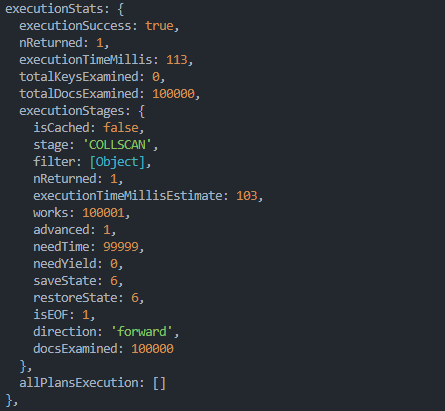 executionStats: {
executionSuccess: true,
nReturned: 1,
executionTimeMillis: 113,
totalKeysExamined: 0,
totalDocsExamined: 100000,
executionStages: {
isCached: false,
stage: 'COLLSCAN',
filter: [Object],
nReturned: 1,
executionTimeMillisEstimate: 103,
works: 100001,
advanced: 1,
needTime: 99999,
needYield: 0,
saveState: 6,
restoreState: 6,
isEOF: 1,
direction: 'forward',
docsExamined: 100000
},
allPlansExecution: []
},